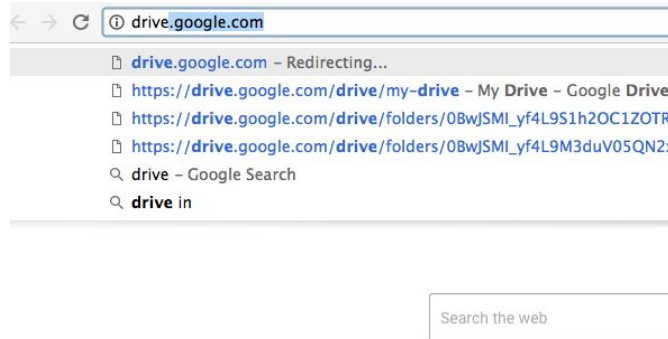 drive.google.com
drive.google.com – Redirecting...
https://drive.google.com/drive/my-drive – My Drive – Google Drive
https://drive.google.com/drive/folders/0BwJSMI_yf4L9S1h2OC1ZOTR
https://drive.google.com/drive/folders/0BwJSMI_yf4L9M3duV05QN2
drive – Google Search
drive in
Search the web